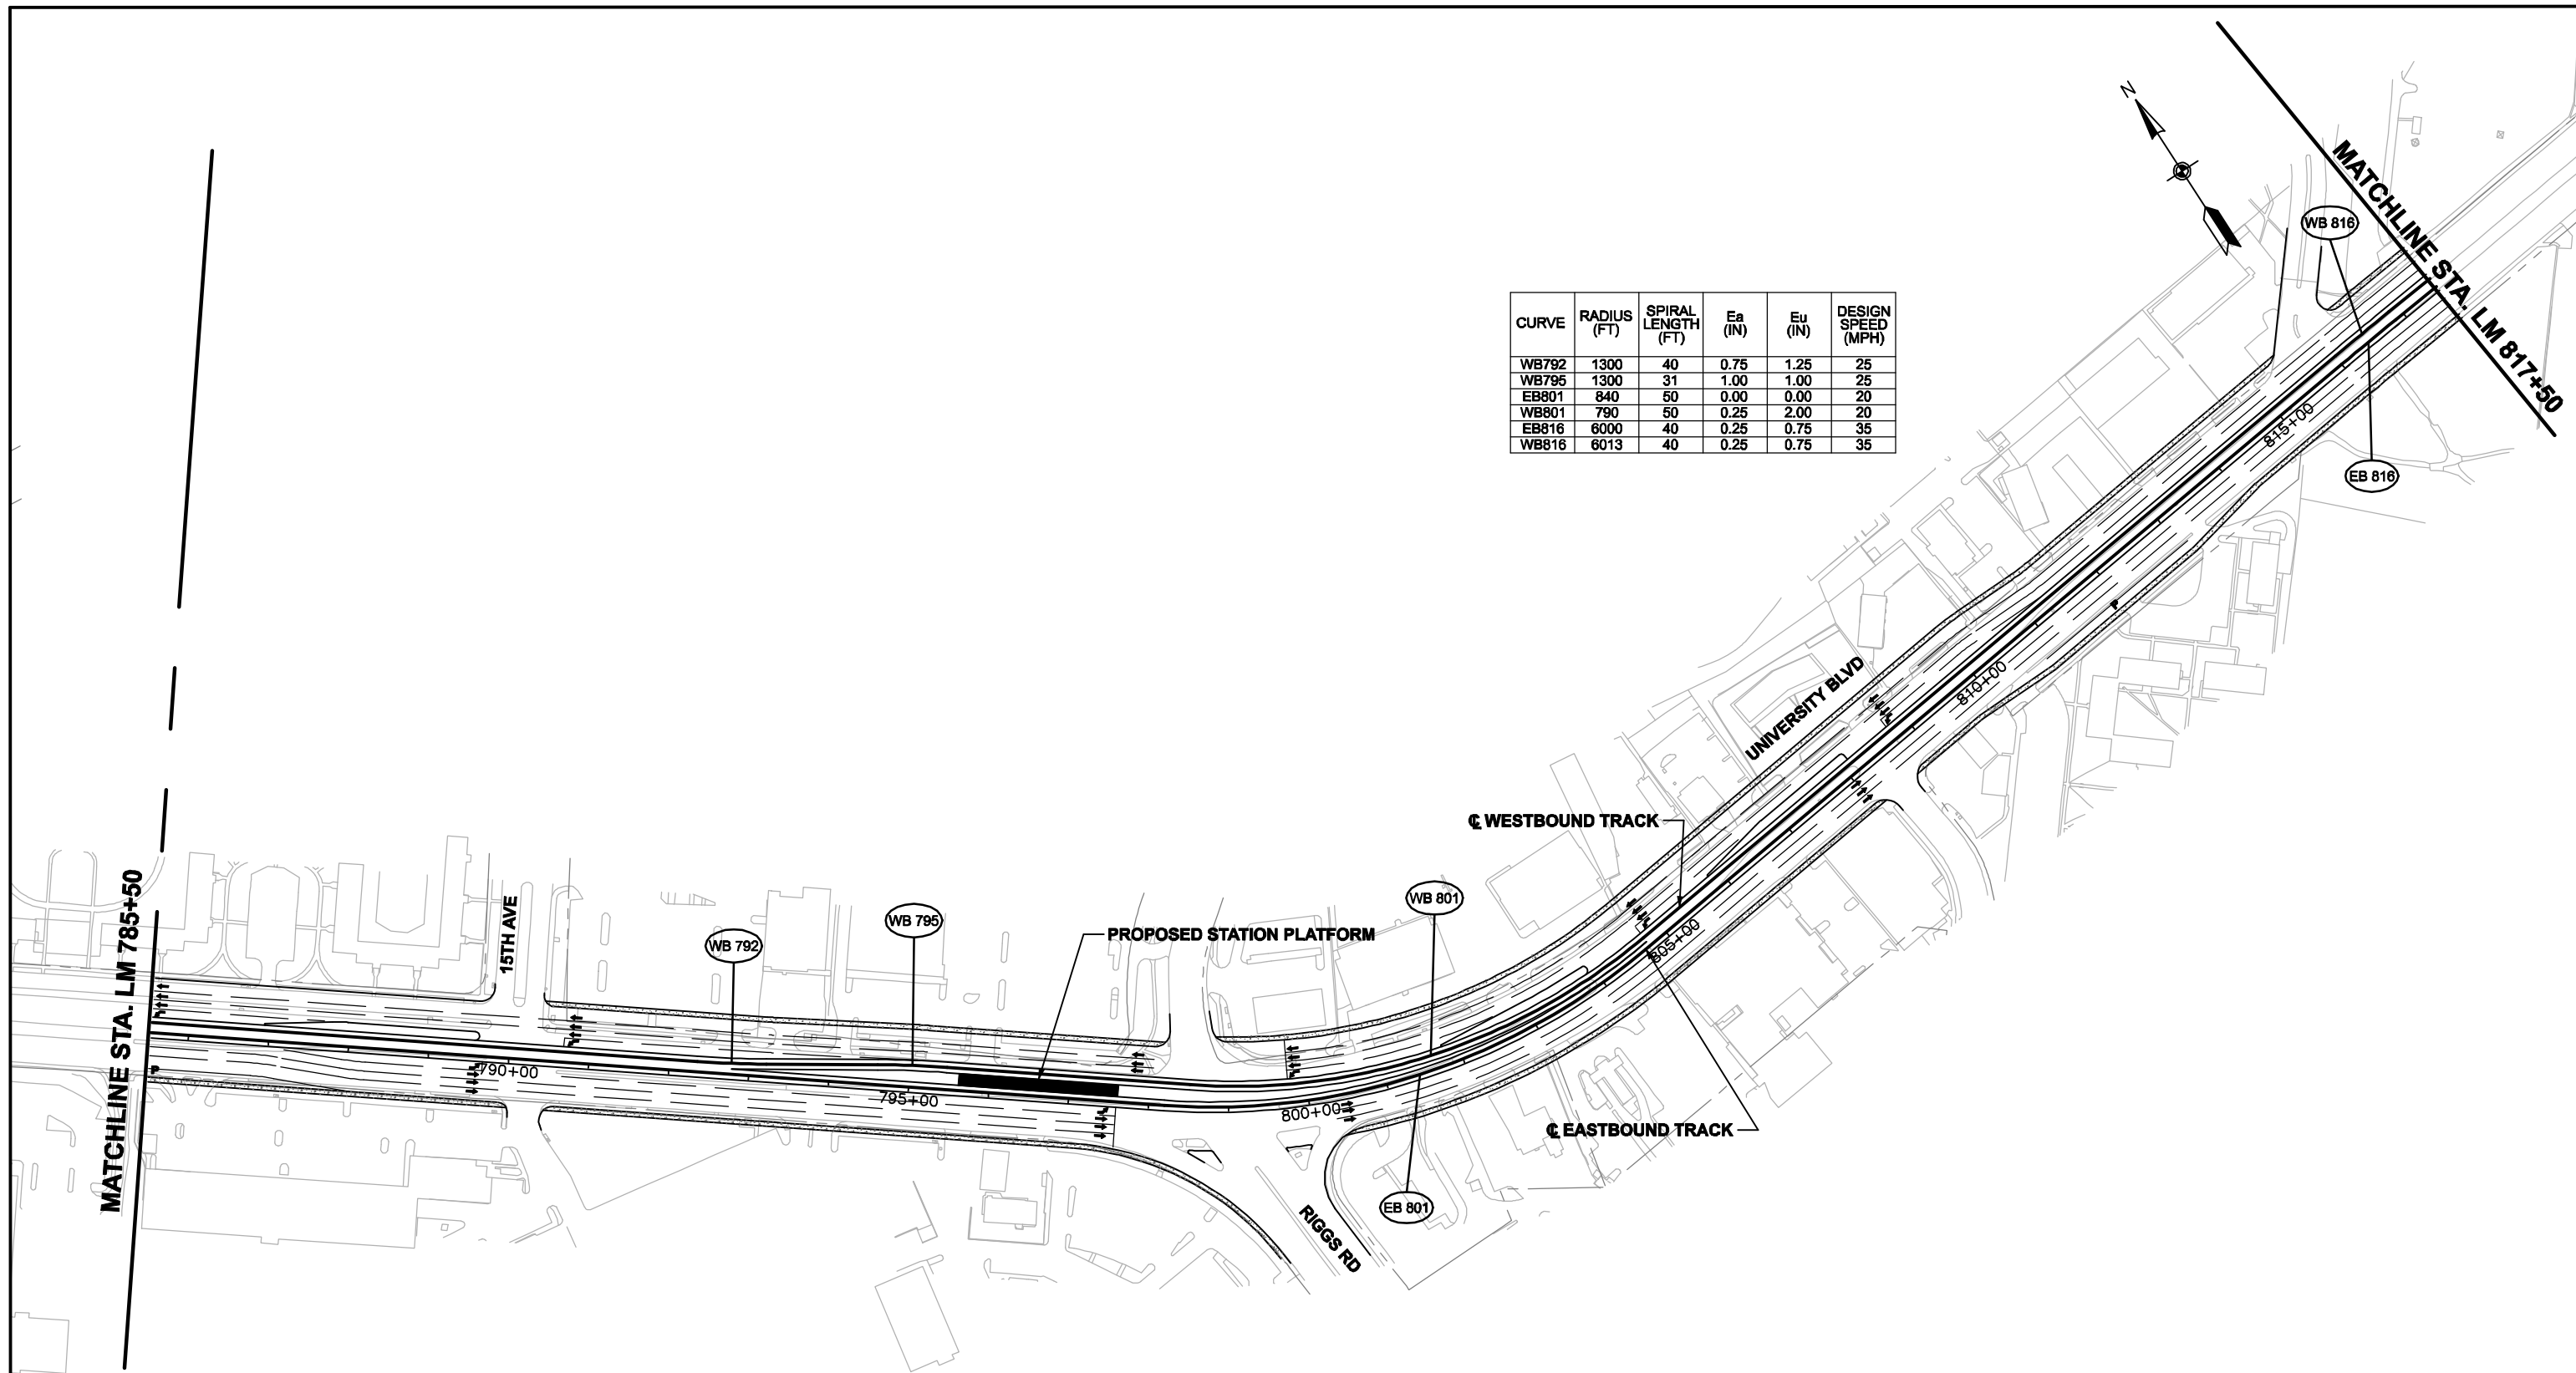 N
MATCHLINE STA. LM 817+50
WB 816
CURVE RADIUS (FT) SPIRAL LENGTH (FT) Ea (IN) Eu (IN) DESIGN SPEED (MPH)
WB792 1300 40 0.75 1.25 25
WB795 1300 31 1.00 1.00 25
EB801 840 50 0.00 0.00 20
WB801 790 50 0.25 2.00 20
EB816 6000 40 0.25 0.75 35
WB816 6013 40 0.25 0.75 35
815+00
EB 816
UNIVERSITY BLVD
810+00
℄ WESTBOUND TRACK
MATCHLINE STA. LM 785+50
15TH AVE
WB 792
WB 795
PROPOSED STATION PLATFORM
WB 801
805+00
790+00
795+00
800+00
℄ EASTBOUND TRACK
EB 801
RIGGS RD